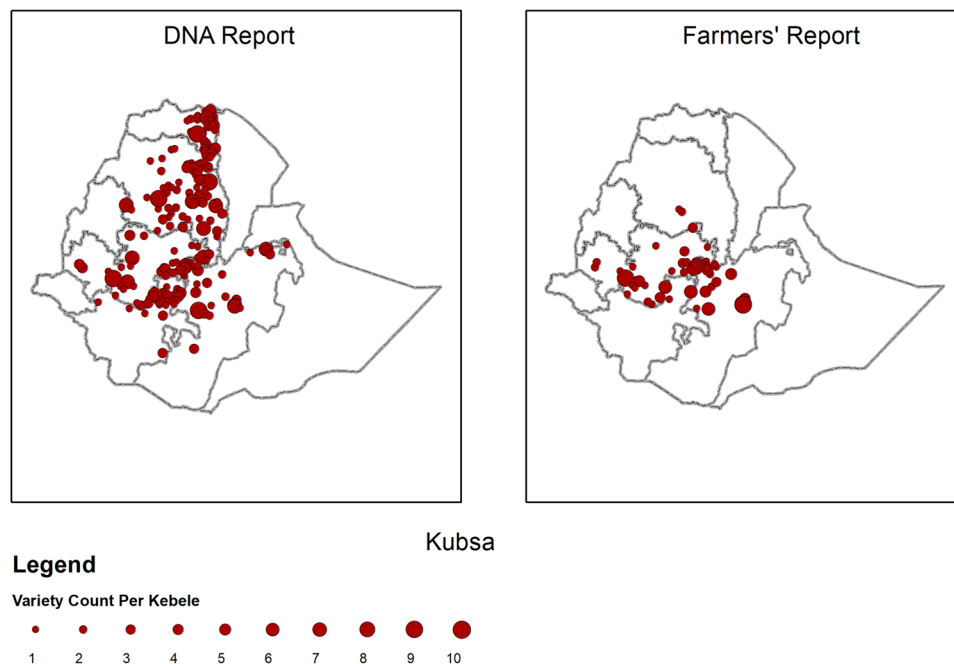 DNA Report
Farmers' Report
Kubsa
Legend
Variety Count Per Kebele
1 2 3 4 5 6 7 8 9 10